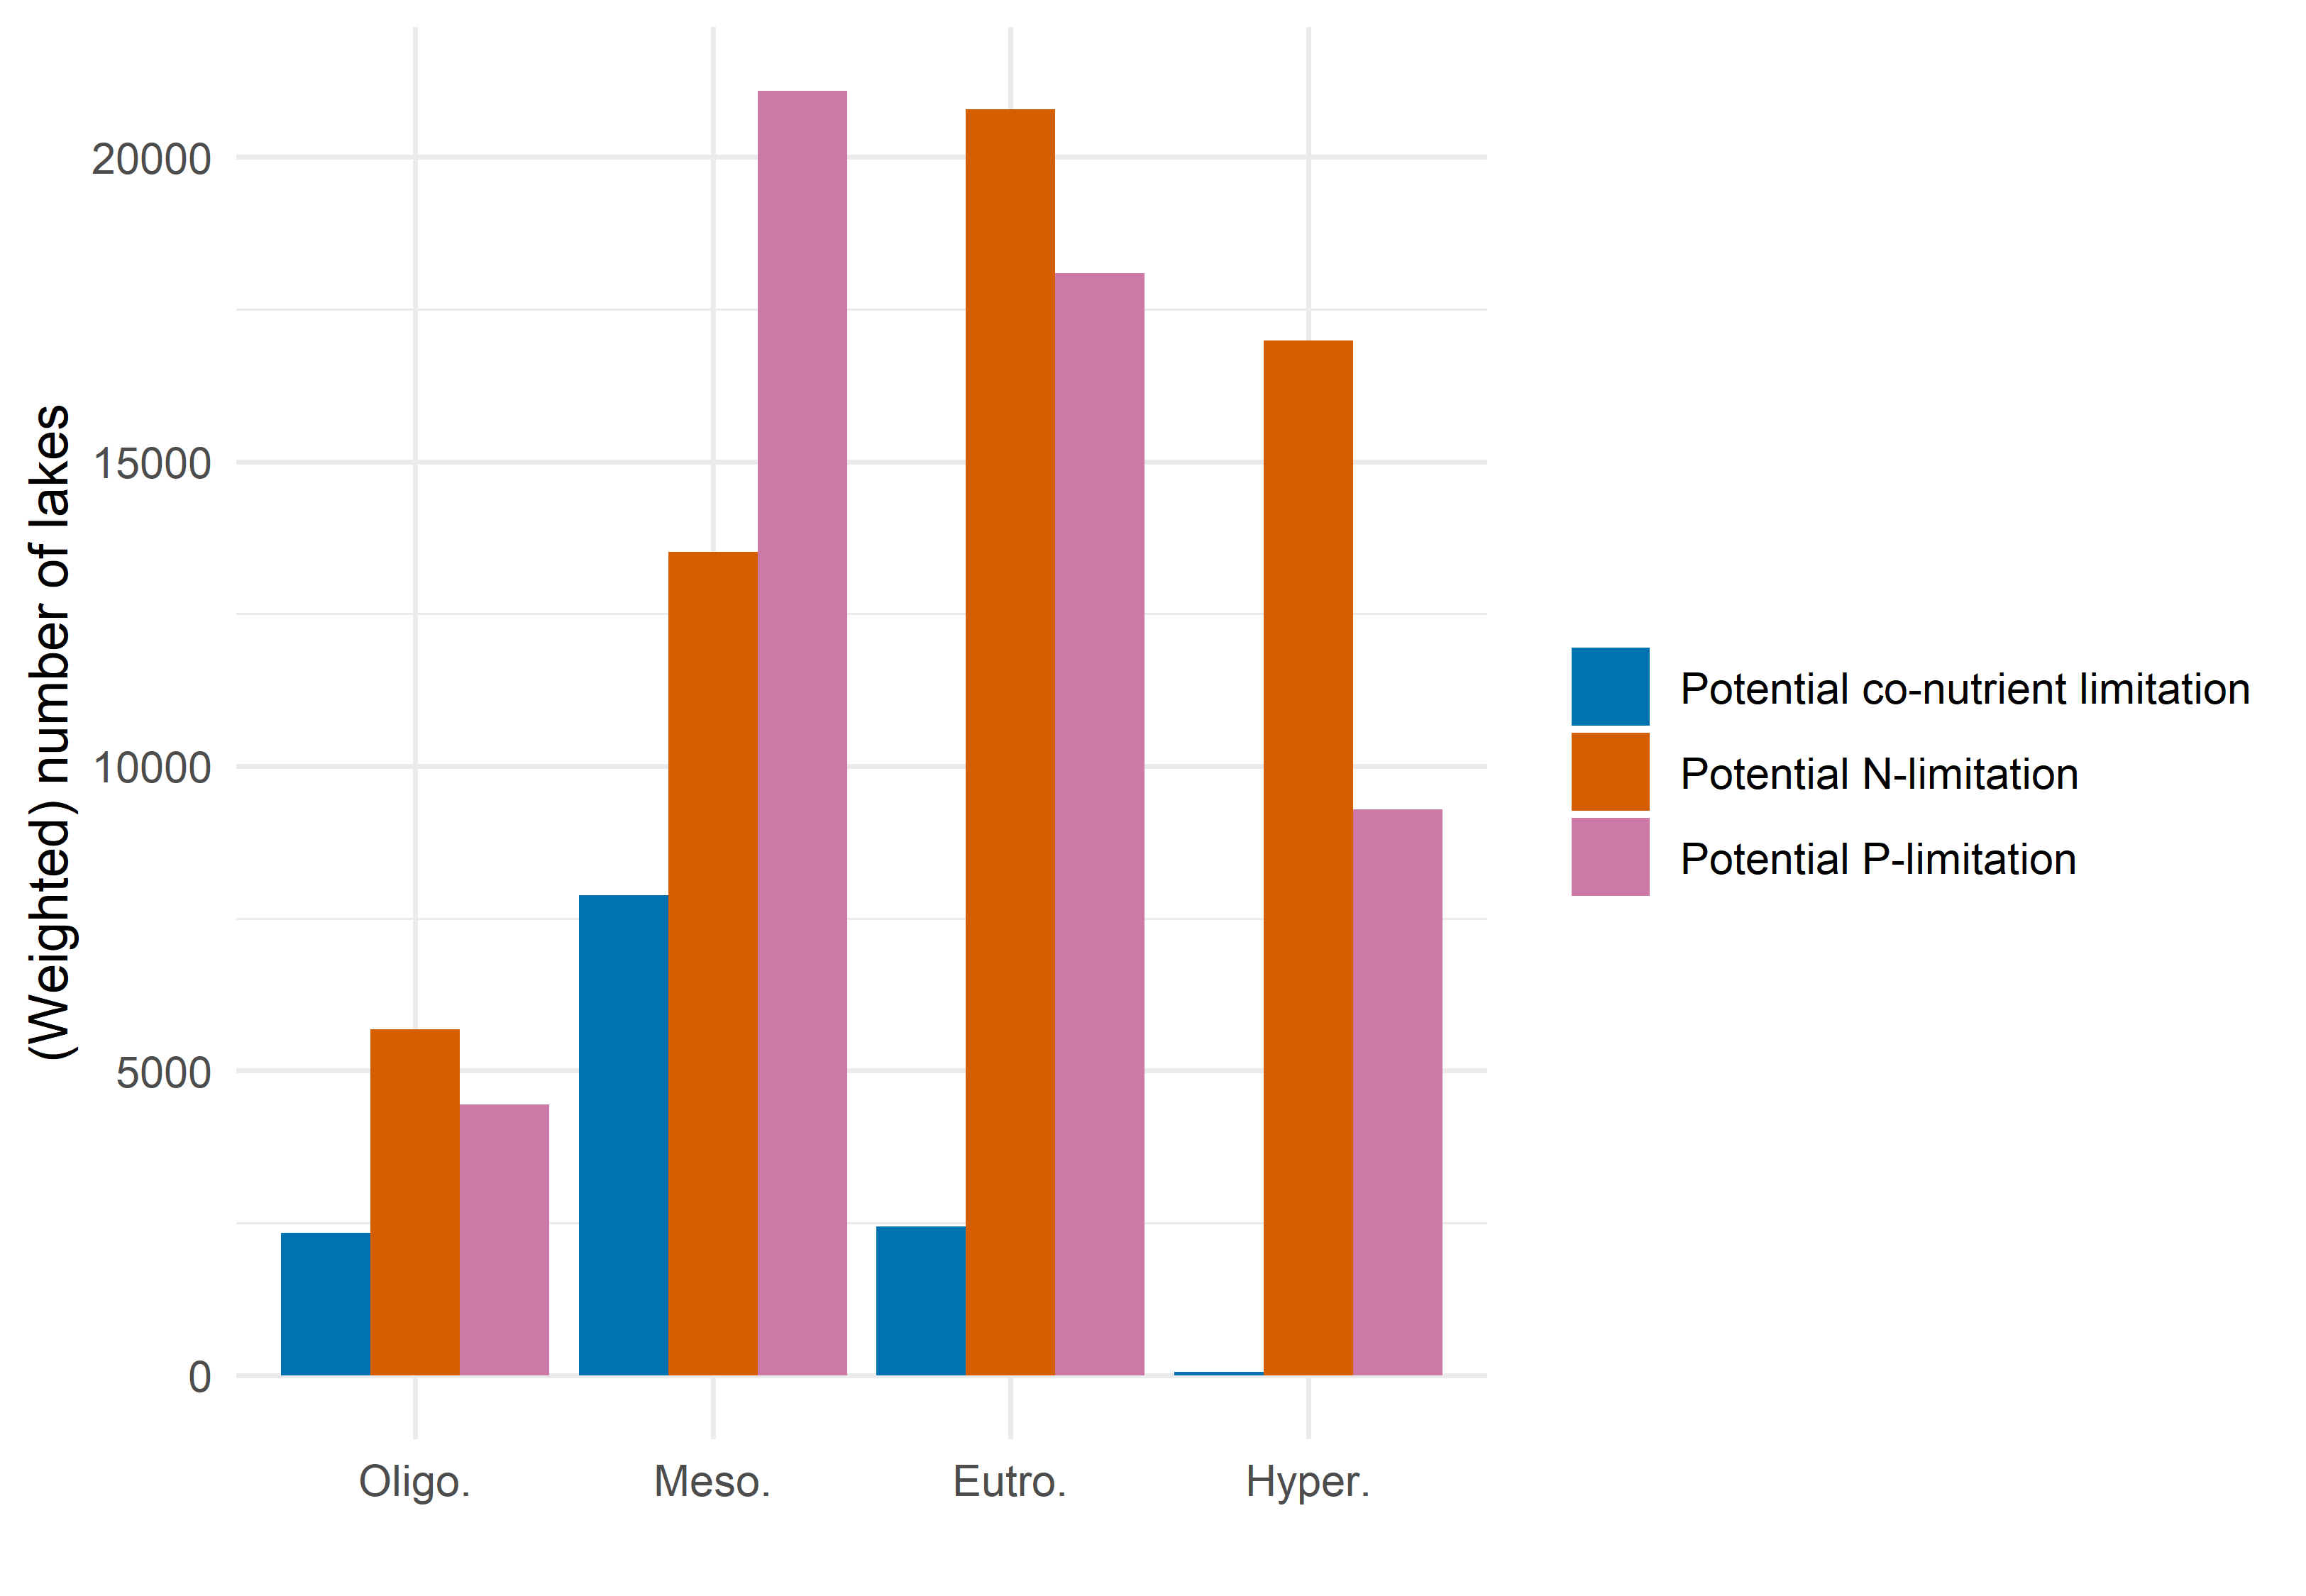 (Weighted) number of lakes
20000
15000
10000
5000
0
Oligo.
Meso.
Eutro.
Hyper.
Potential co-nutrient limitation
Potential N-limitation
Potential P-limitation